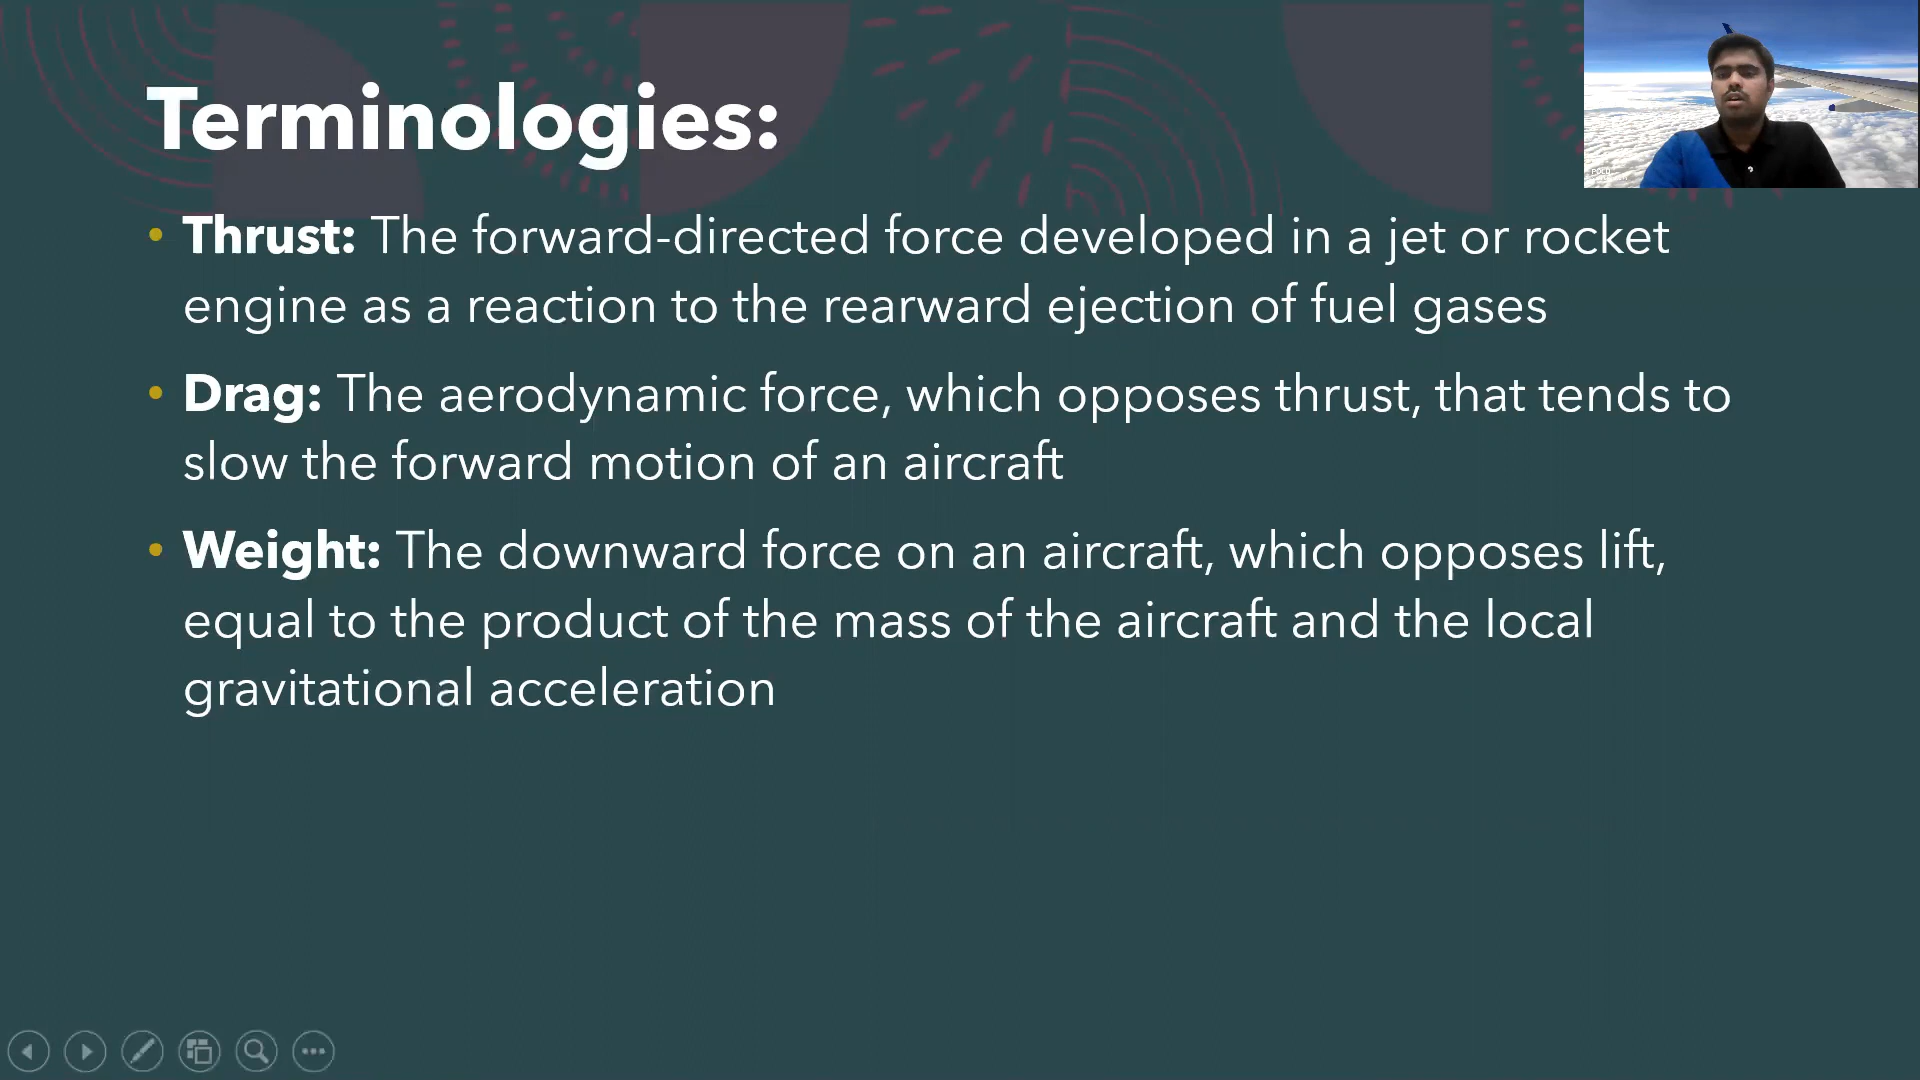 Terminologies:
• Thrust: The forward-directed force developed in a jet or rocket
engine as a reaction to the rearward ejection of fuel gases
• Drag: The aerodynamic force, which opposes thrust, that tends to
slow the forward motion of an aircraft
• Weight: The downward force on an aircraft, which opposes lift,
equal to the product of the mass of the aircraft and the local
gravitational acceleration